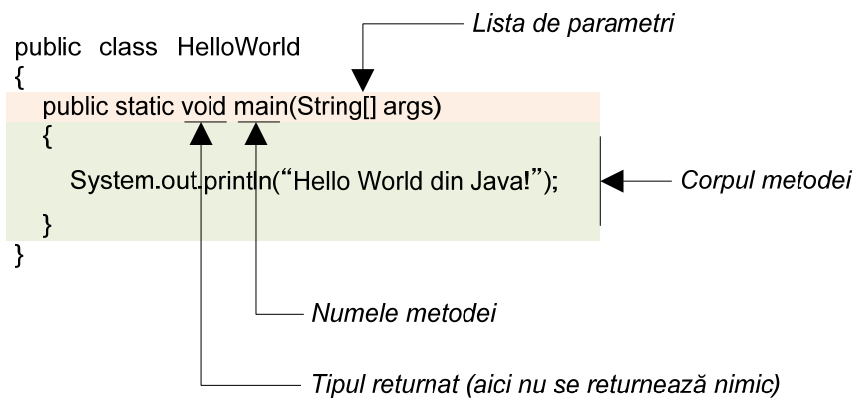 Lista de parametri
public class HelloWorld
{
public static void main(String[] args)
{
System.out.println(“Hello World din Java!”);
Corpul metodei
}
}
Numele metodei
Tipul returnat (aici nu se returnează nimic)